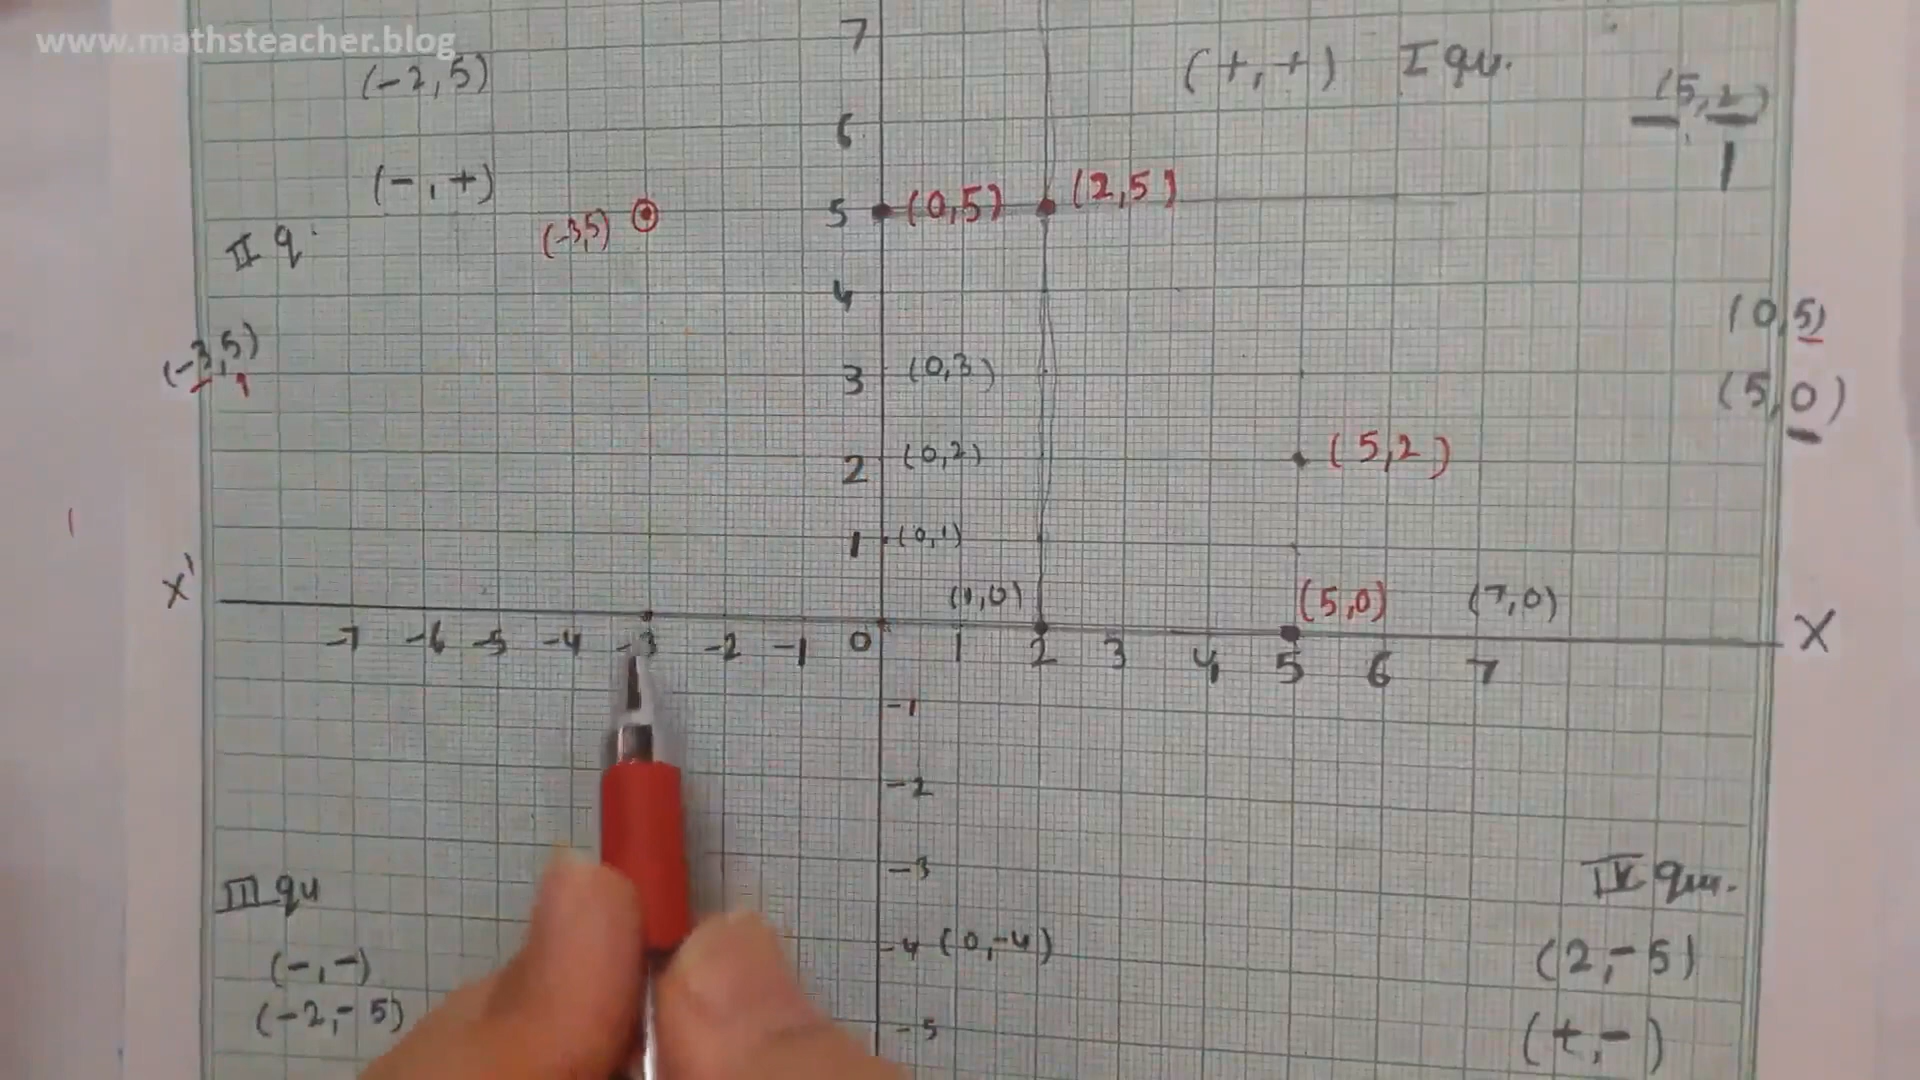 www.mathsteacher.blog
7
(-2,5)
(+,+) I qu.
(5,2)
1
6
(-,+)
5 (0,5) (2,5)
(-3,5)
II q.
4
(0,5)
(-3,5)
3 (0,3)
(5,0)
2 (0,2)
(5,2)
1 (0,1)
X'
(1,0) (5,0) (7,0)
X
-7 -6 -5 -4 -3 -2 -1 0 1 2 3 4 5 6 7
-1
-2
-3
III qu
IV qu.
-4 (0,-4)
(-,-)
(2,-5)
(-2,-5)
-5
(+,-)